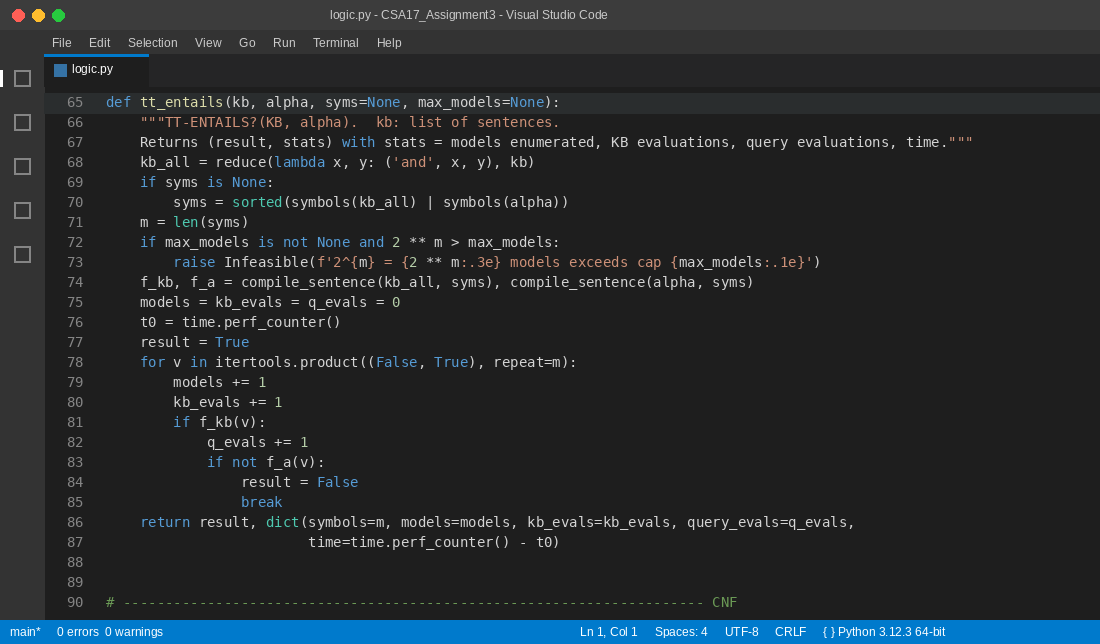 logic.py - CSA17_Assignment3 - Visual Studio Code
File Edit Selection View Go Run Terminal Help
logic.py
65 def tt_entails(kb, alpha, syms=None, max_models=None):
66     """TT-ENTAILS?(KB, alpha).  kb: list of sentences.
67     Returns (result, stats) with stats = models enumerated, KB evaluations, query evaluations, time."""
68     kb_all = reduce(lambda x, y: ('and', x, y), kb)
69     if syms is None:
70         syms = sorted(symbols(kb_all) | symbols(alpha))
71     m = len(syms)
72     if max_models is not None and 2 ** m > max_models:
73         raise Infeasible(f'2^{m} = {2 ** m:.3e} models exceeds cap {max_models:.1e}')
74     f_kb, f_a = compile_sentence(kb_all, syms), compile_sentence(alpha, syms)
75     models = kb_evals = q_evals = 0
76     t0 = time.perf_counter()
77     result = True
78     for v in itertools.product((False, True), repeat=m):
79         models += 1
80         kb_evals += 1
81         if f_kb(v):
82             q_evals += 1
83             if not f_a(v):
84                 result = False
85                 break
86     return result, dict(symbols=m, models=models, kb_evals=kb_evals, query_evals=q_evals,
87                         time=time.perf_counter() - t0)
88
89
90 # --------------------------------------------------------------------- CNF
main* 0 errors 0 warnings Ln 1, Col 1 Spaces: 4 UTF-8 CRLF { } Python 3.12.3 64-bit